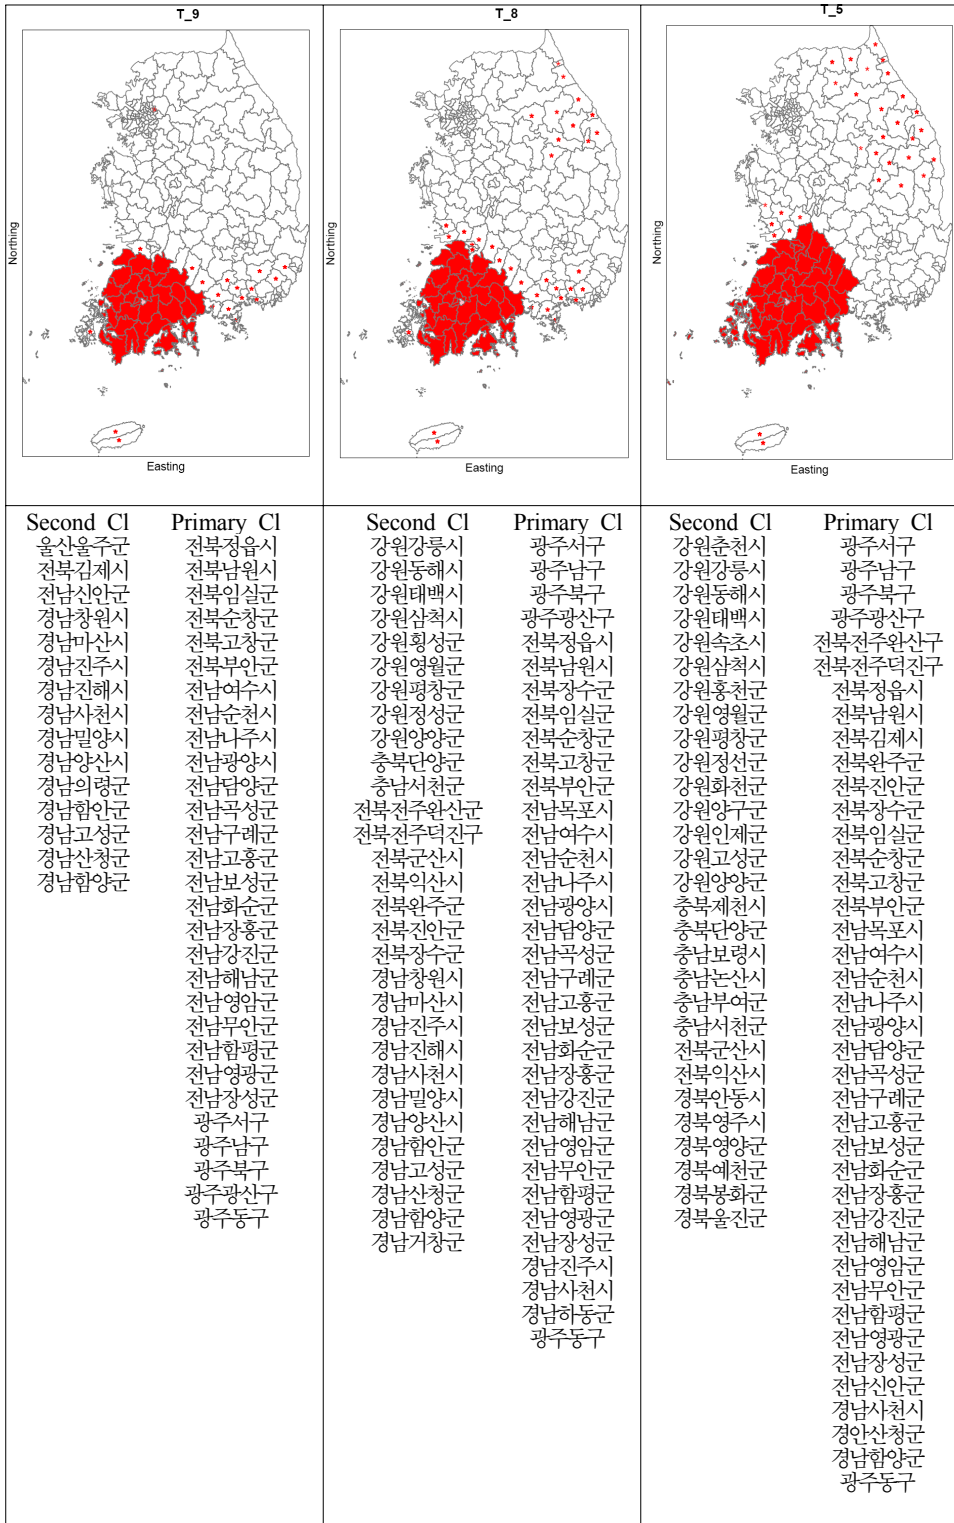 T_9
Northing
Easting
T_8
Northing
Easting
T_5
Northing
Easting
Second_Cl Primary_Cl
울산울주군 전북정읍시
전북김제시 전북남원시
전남신안군 전북임실군
경남창원시 전북순창군
경남마산시 전북고창군
경남진주시 전북부안군
경남진해시 전남여수시
경남사천시 전남순천시
경남밀양시 전남나주시
경남양산시 전남광양시
경남의령군 전남담양군
경남함안군 전남곡성군
경남고성군 전남구례군
경남산청군 전남고흥군
경남함양군 전남보성군
전남화순군
전남장흥군
전남강진군
전남해남군
전남영암군
전남무안군
전남함평군
전남영광군
전남장성군
광주서구
광주남구
광주북구
광주광산구
광주동구
Second_Cl Primary_Cl
강원강릉시 광주서구
강원동해시 광주남구
강원태백시 광주북구
강원삼척시 광주광산구
강원횡성군 전북정읍시
강원영월군 전북남원시
강원평창군 전북장수군
강원정성군 전북임실군
강원양양군 전북순창군
충북단양군 전북고창군
충남서천군 전북부안군
전북전주완산군 전남목포시
전북전주덕진구 전남여수시
전북군산시 전남순천시
전북익산시 전남나주시
전북완주군 전남광양시
전북진안군 전남담양군
전북장수군 전남곡성군
경남창원시 전남구례군
경남마산시 전남고흥군
경남진주시 전남보성군
경남진해시 전남화순군
경남사천시 전남장흥군
경남밀양시 전남강진군
경남양산시 전남해남군
경남함안군 전남영암군
경남고성군 전남무안군
경남산청군 전남함평군
경남함양군 전남영광군
경남거창군 전남장성군
경남진주시
경남사천시
경남하동군
광주동구
Second_Cl Primary_Cl
강원춘천시 광주서구
강원강릉시 광주남구
강원동해시 광주북구
강원태백시 광주광산구
강원속초시 전북전주완산구
강원삼척시 전북전주덕진구
강원홍천군 전북정읍시
강원영월군 전북남원시
강원평창군 전북김제시
강원정선군 전북완주군
강원화천군 전북진안군
강원양구군 전북장수군
강원인제군 전북임실군
강원고성군 전북순창군
강원양양군 전북고창군
충북제천시 전북부안군
충북단양군 전남목포시
충남보령시 전남여수시
충남논산시 전남순천시
충남부여군 전남나주시
충남서천군 전남광양시
전북군산시 전남담양군
전북익산시 전남곡성군
경북안동시 전남구례군
경북영주시 전남고흥군
경북영양군 전남보성군
경북예천군 전남화순군
경북봉화군 전남장흥군
경북울진군 전남강진군
전남해남군
전남영암군
전남무안군
전남함평군
전남영광군
전남장성군
전남신안군
경남사천시
경안산청군
경남함양군
광주동구